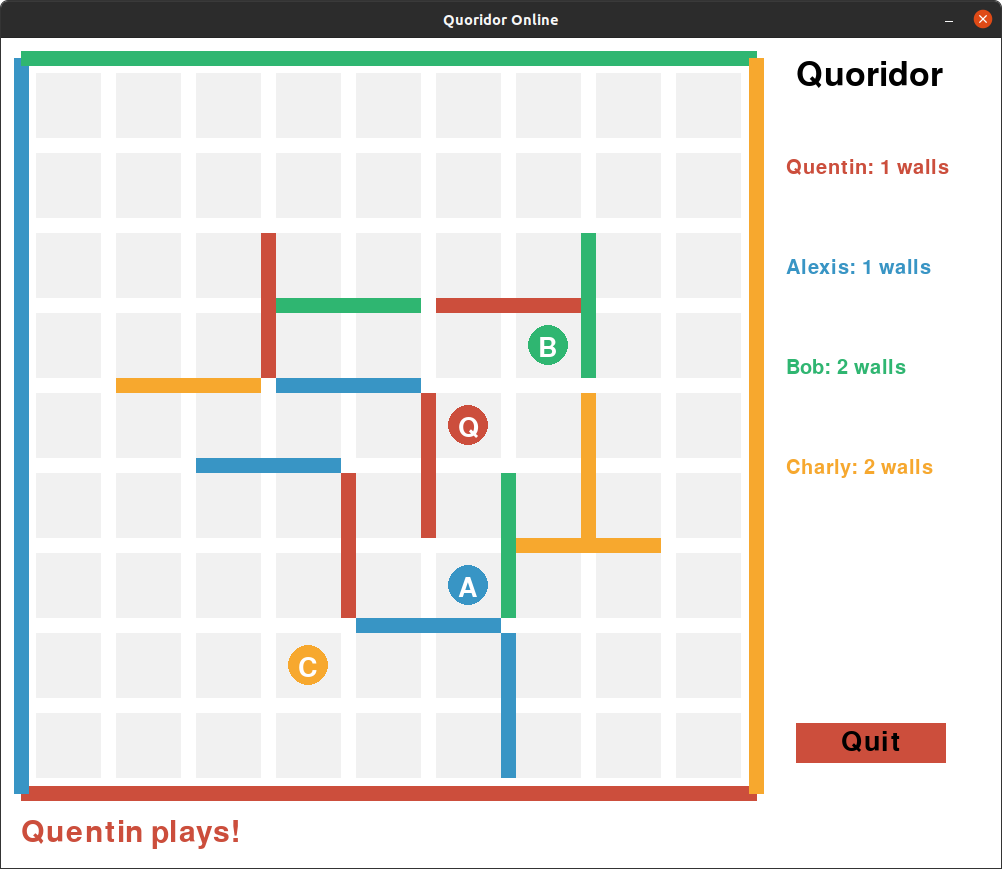 Quoridor Online
Quoridor
Quentin: 1 walls
Alexis: 1 walls
Bob: 2 walls
Charly: 2 walls
B
Q
A
C
Quit
Quentin plays!